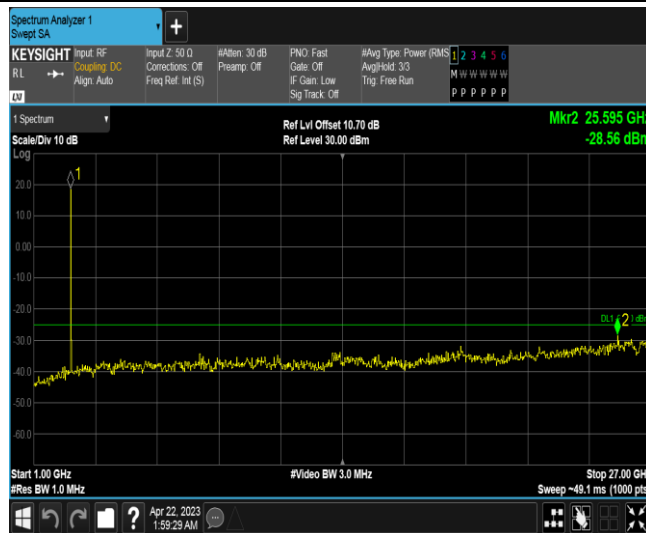 Spectrum Analyzer 1
Swept SA
KEYSIGHT
RL
LXI
Input: RF
Coupling: DC
Align: Auto
Input Z: 50 Ω
Corrections: Off
Freq Ref: Int (S)
#Atten: 30 dB
Preamp: Off
PNO: Fast
Gate: Off
IF Gain: Low
Sig Track: Off
#Avg Type: Power (RMS
Avg|Hold: 3/3
Trig: Free Run
1 2 3 4 5 6
M W W W W W
P P P P P P
1 Spectrum
Scale/Div 10 dB
Log
Ref Lvl Offset 10.70 dB
Ref Level 30.00 dBm
Mkr2 25.595 GHz
-28.56 dBm
1
20.0
10.0
0.00
-10.0
-20.0
DL1
dBm
2
-30.0
-40.0
-50.0
-60.0
Start 1.00 GHz
#Res BW 1.0 MHz
#Video BW 3.0 MHz
Stop 27.00 GHz
Sweep ~49.1 ms (1000 pts)
?
Apr 22, 2023
1:59:29 AM